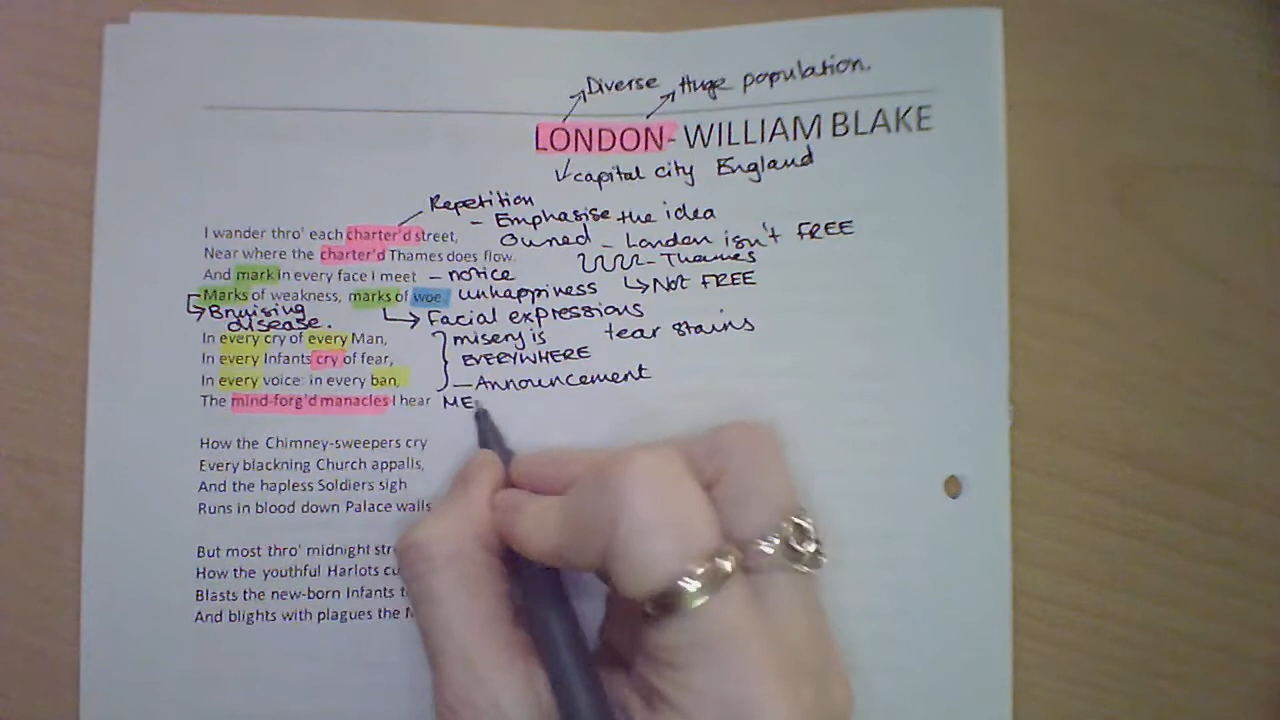 Diverse Huge population.
LONDON- WILLIAM BLAKE
capital city England
Repetition
- Emphasise the idea
I wander thro' each charter'd street,
owned - London isn't FREE
Near where the charter'd Thames does flow.
- Thames
And mark in every face I meet - notice
Not FREE
Marks of weakness, marks of woe. unhappiness
Bruising
disease.
Facial expressions
tear stains
In every cry of every Man,
misery is
In every Infants cry of fear,
EVERYWHERE
In every voice: in every ban,
- Announcement
The mind-forg'd manacles I hear ME
How the Chimney-sweepers cry
Every blackning Church appalls,
And the hapless Soldiers sigh
Runs in blood down Palace walls
But most thro' midnight
How the youthful Harlots
Blasts the new-born Infants
And blights with plagues the